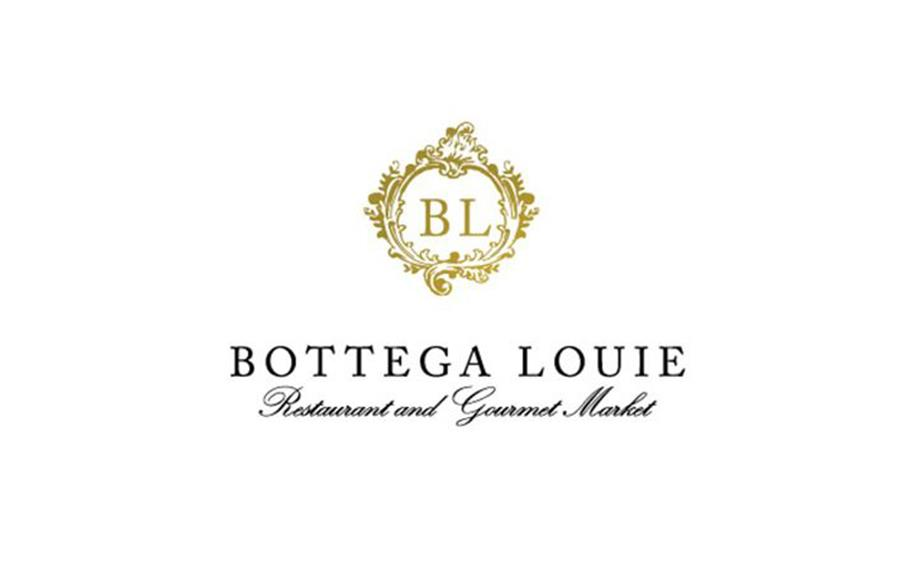 BL
BOTTEGA LOUIE
Restaurant and Gourmet Market